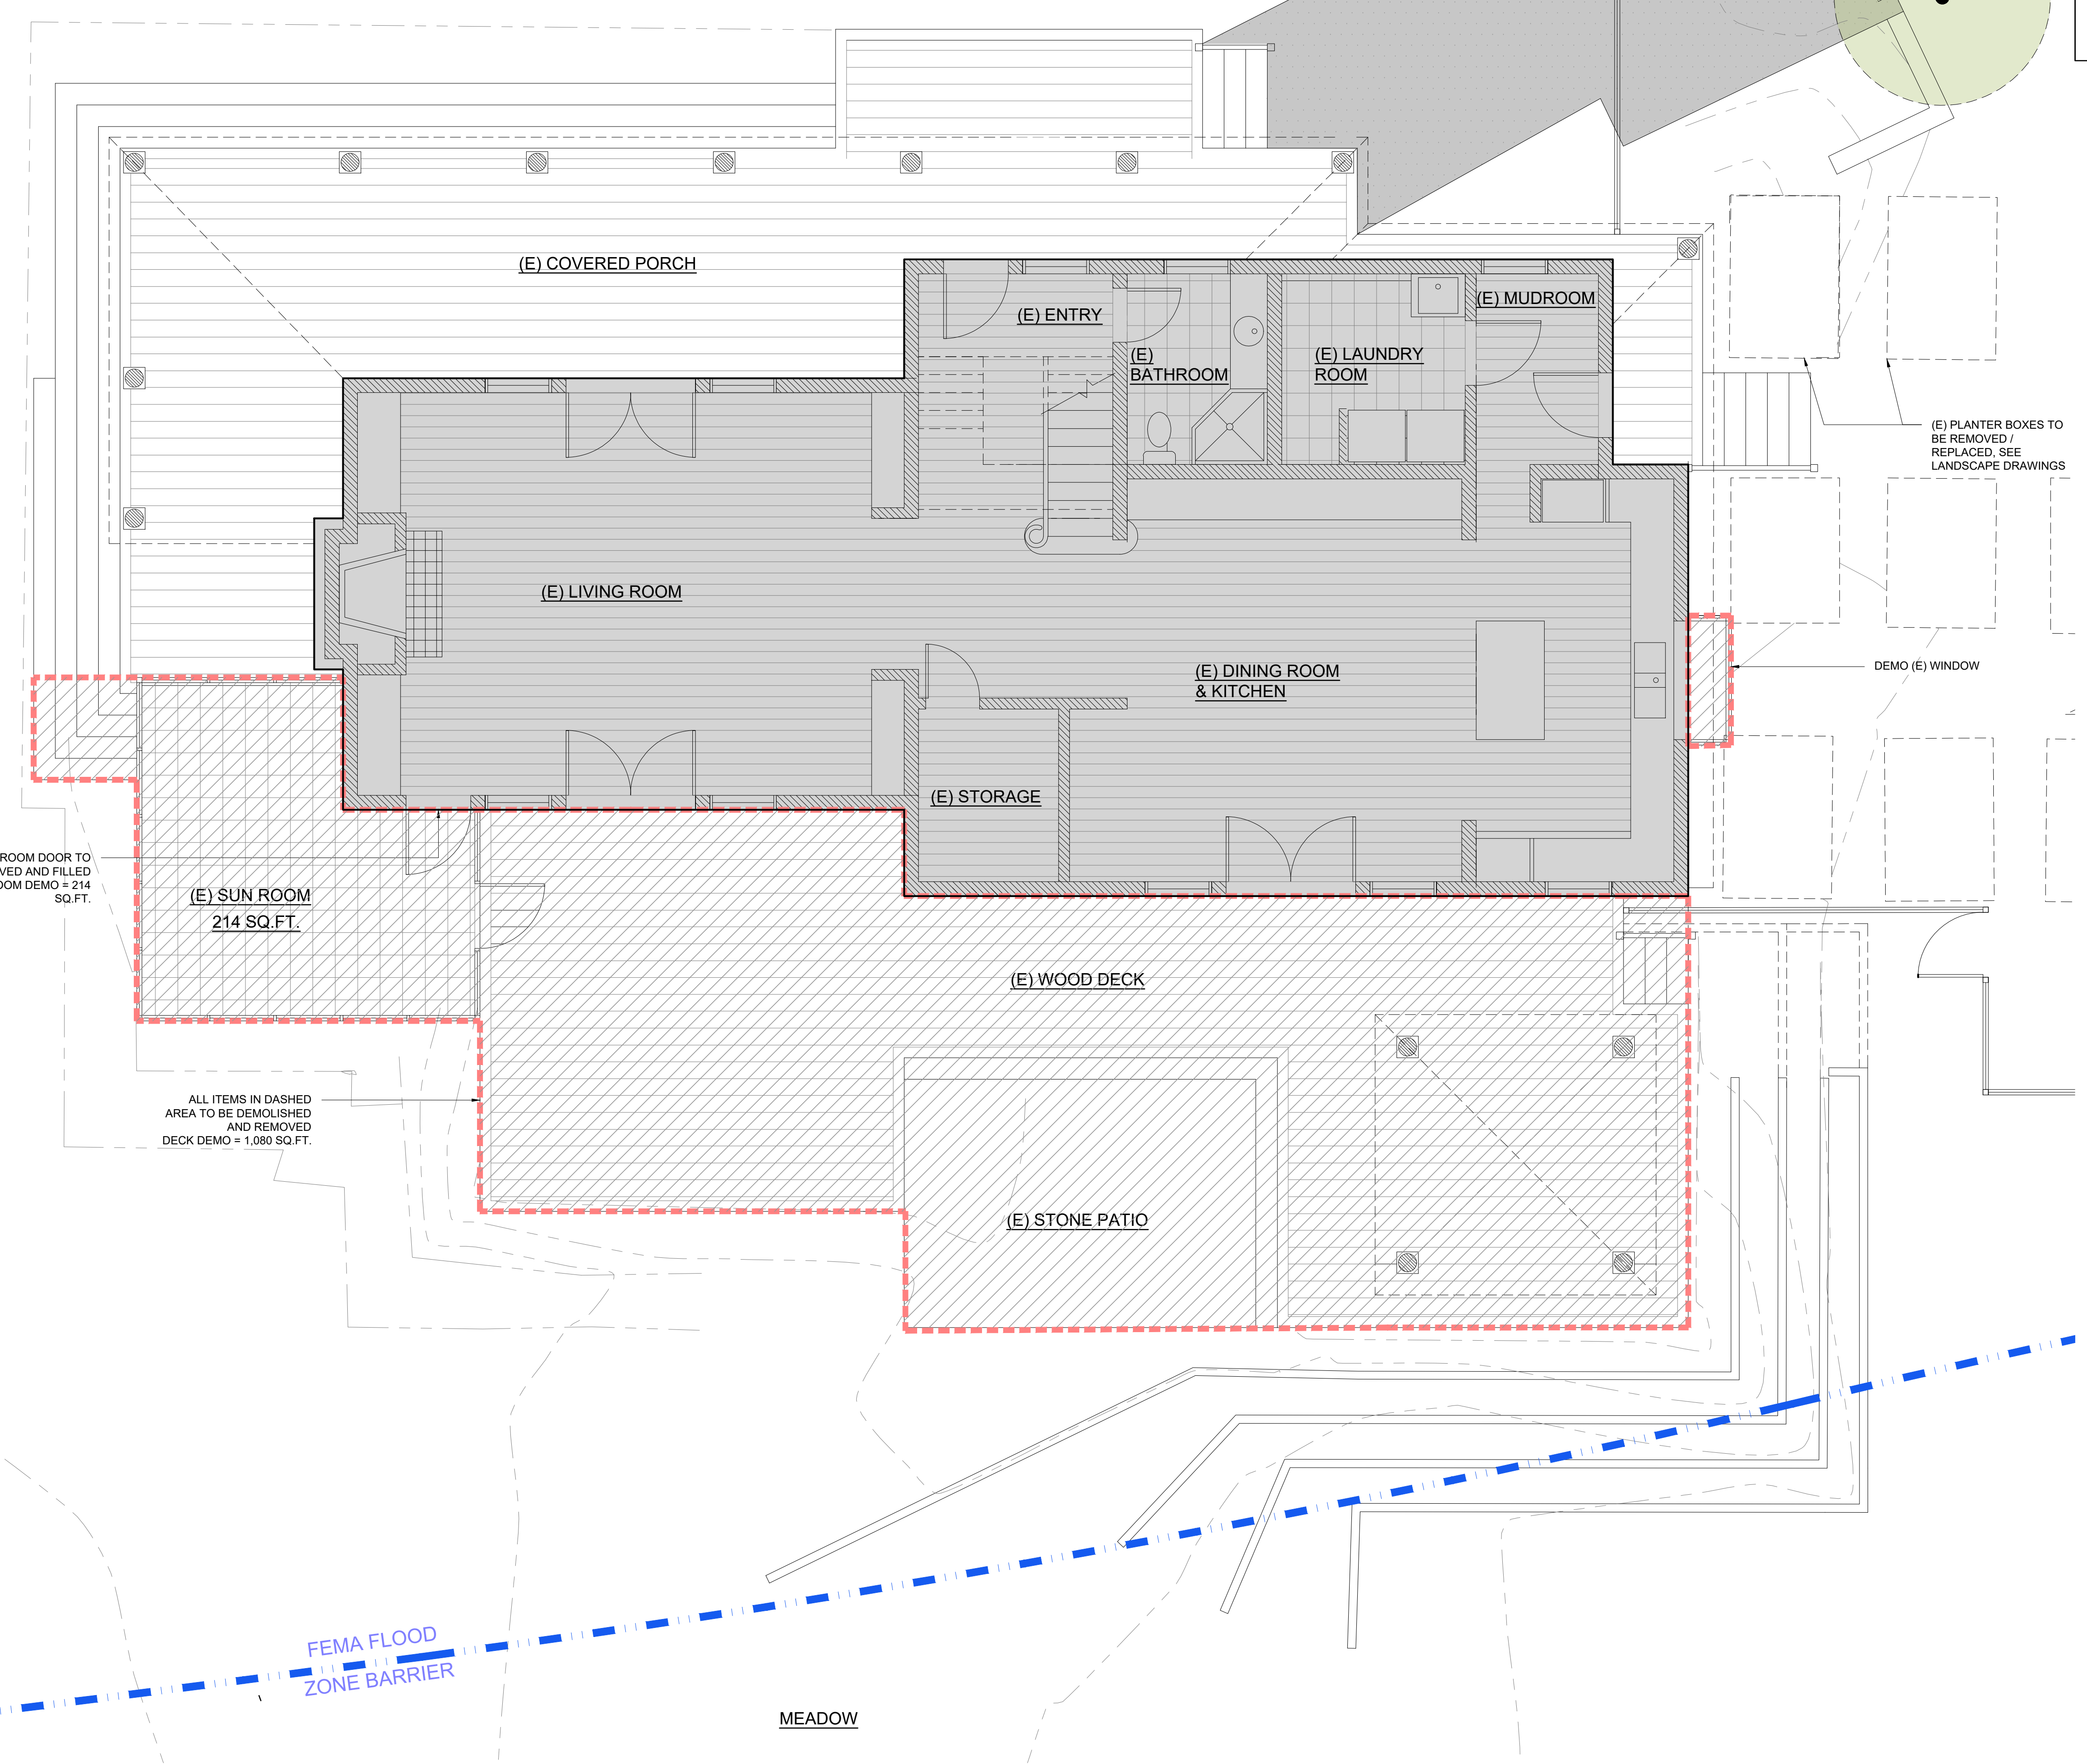 (E) COVERED PORCH
(E) ENTRY
(E)
BATHROOM
(E) LAUNDRY
ROOM
(E) MUDROOM
(E) PLANTER BOXES TO
BE REMOVED /
REPLACED, SEE
LANDSCAPE DRAWINGS
(E) LIVING ROOM
(E) DINING ROOM
& KITCHEN
DEMO (E) WINDOW
(E) STORAGE
ROOM DOOR TO
VED AND FILLED
OOM DEMO = 214
SQ.FT.
(E) SUN ROOM
214 SQ.FT.
(E) WOOD DECK
ALL ITEMS IN DASHED
AREA TO BE DEMOLISHED
AND REMOVED
DECK DEMO = 1,080 SQ.FT.
(E) STONE PATIO
FEMA FLOOD
ZONE BARRIER
MEADOW